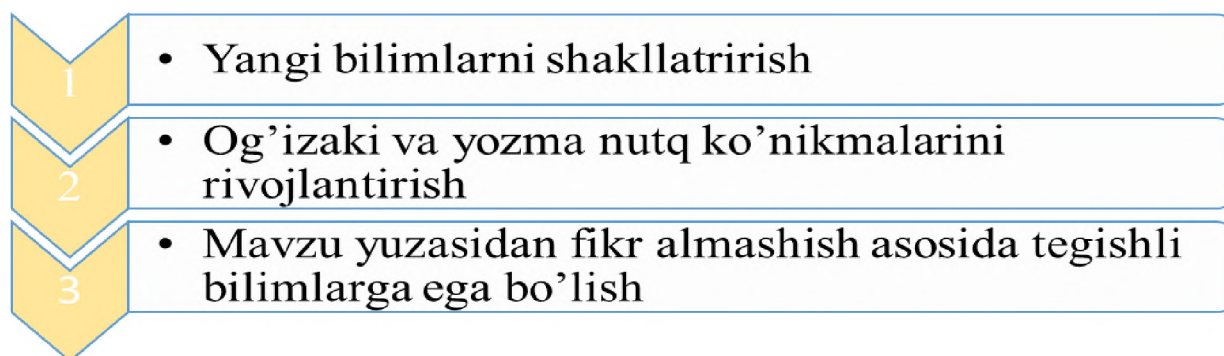 1
• Yangi bilimlarni shakllatrirish
2
• Og’izaki va yozma nutq ko’nikmalarini
rivojlantirish
3
• Mavzu yuzasidan fikr almashish asosida tegishli
bilimlarga ega bo’lish